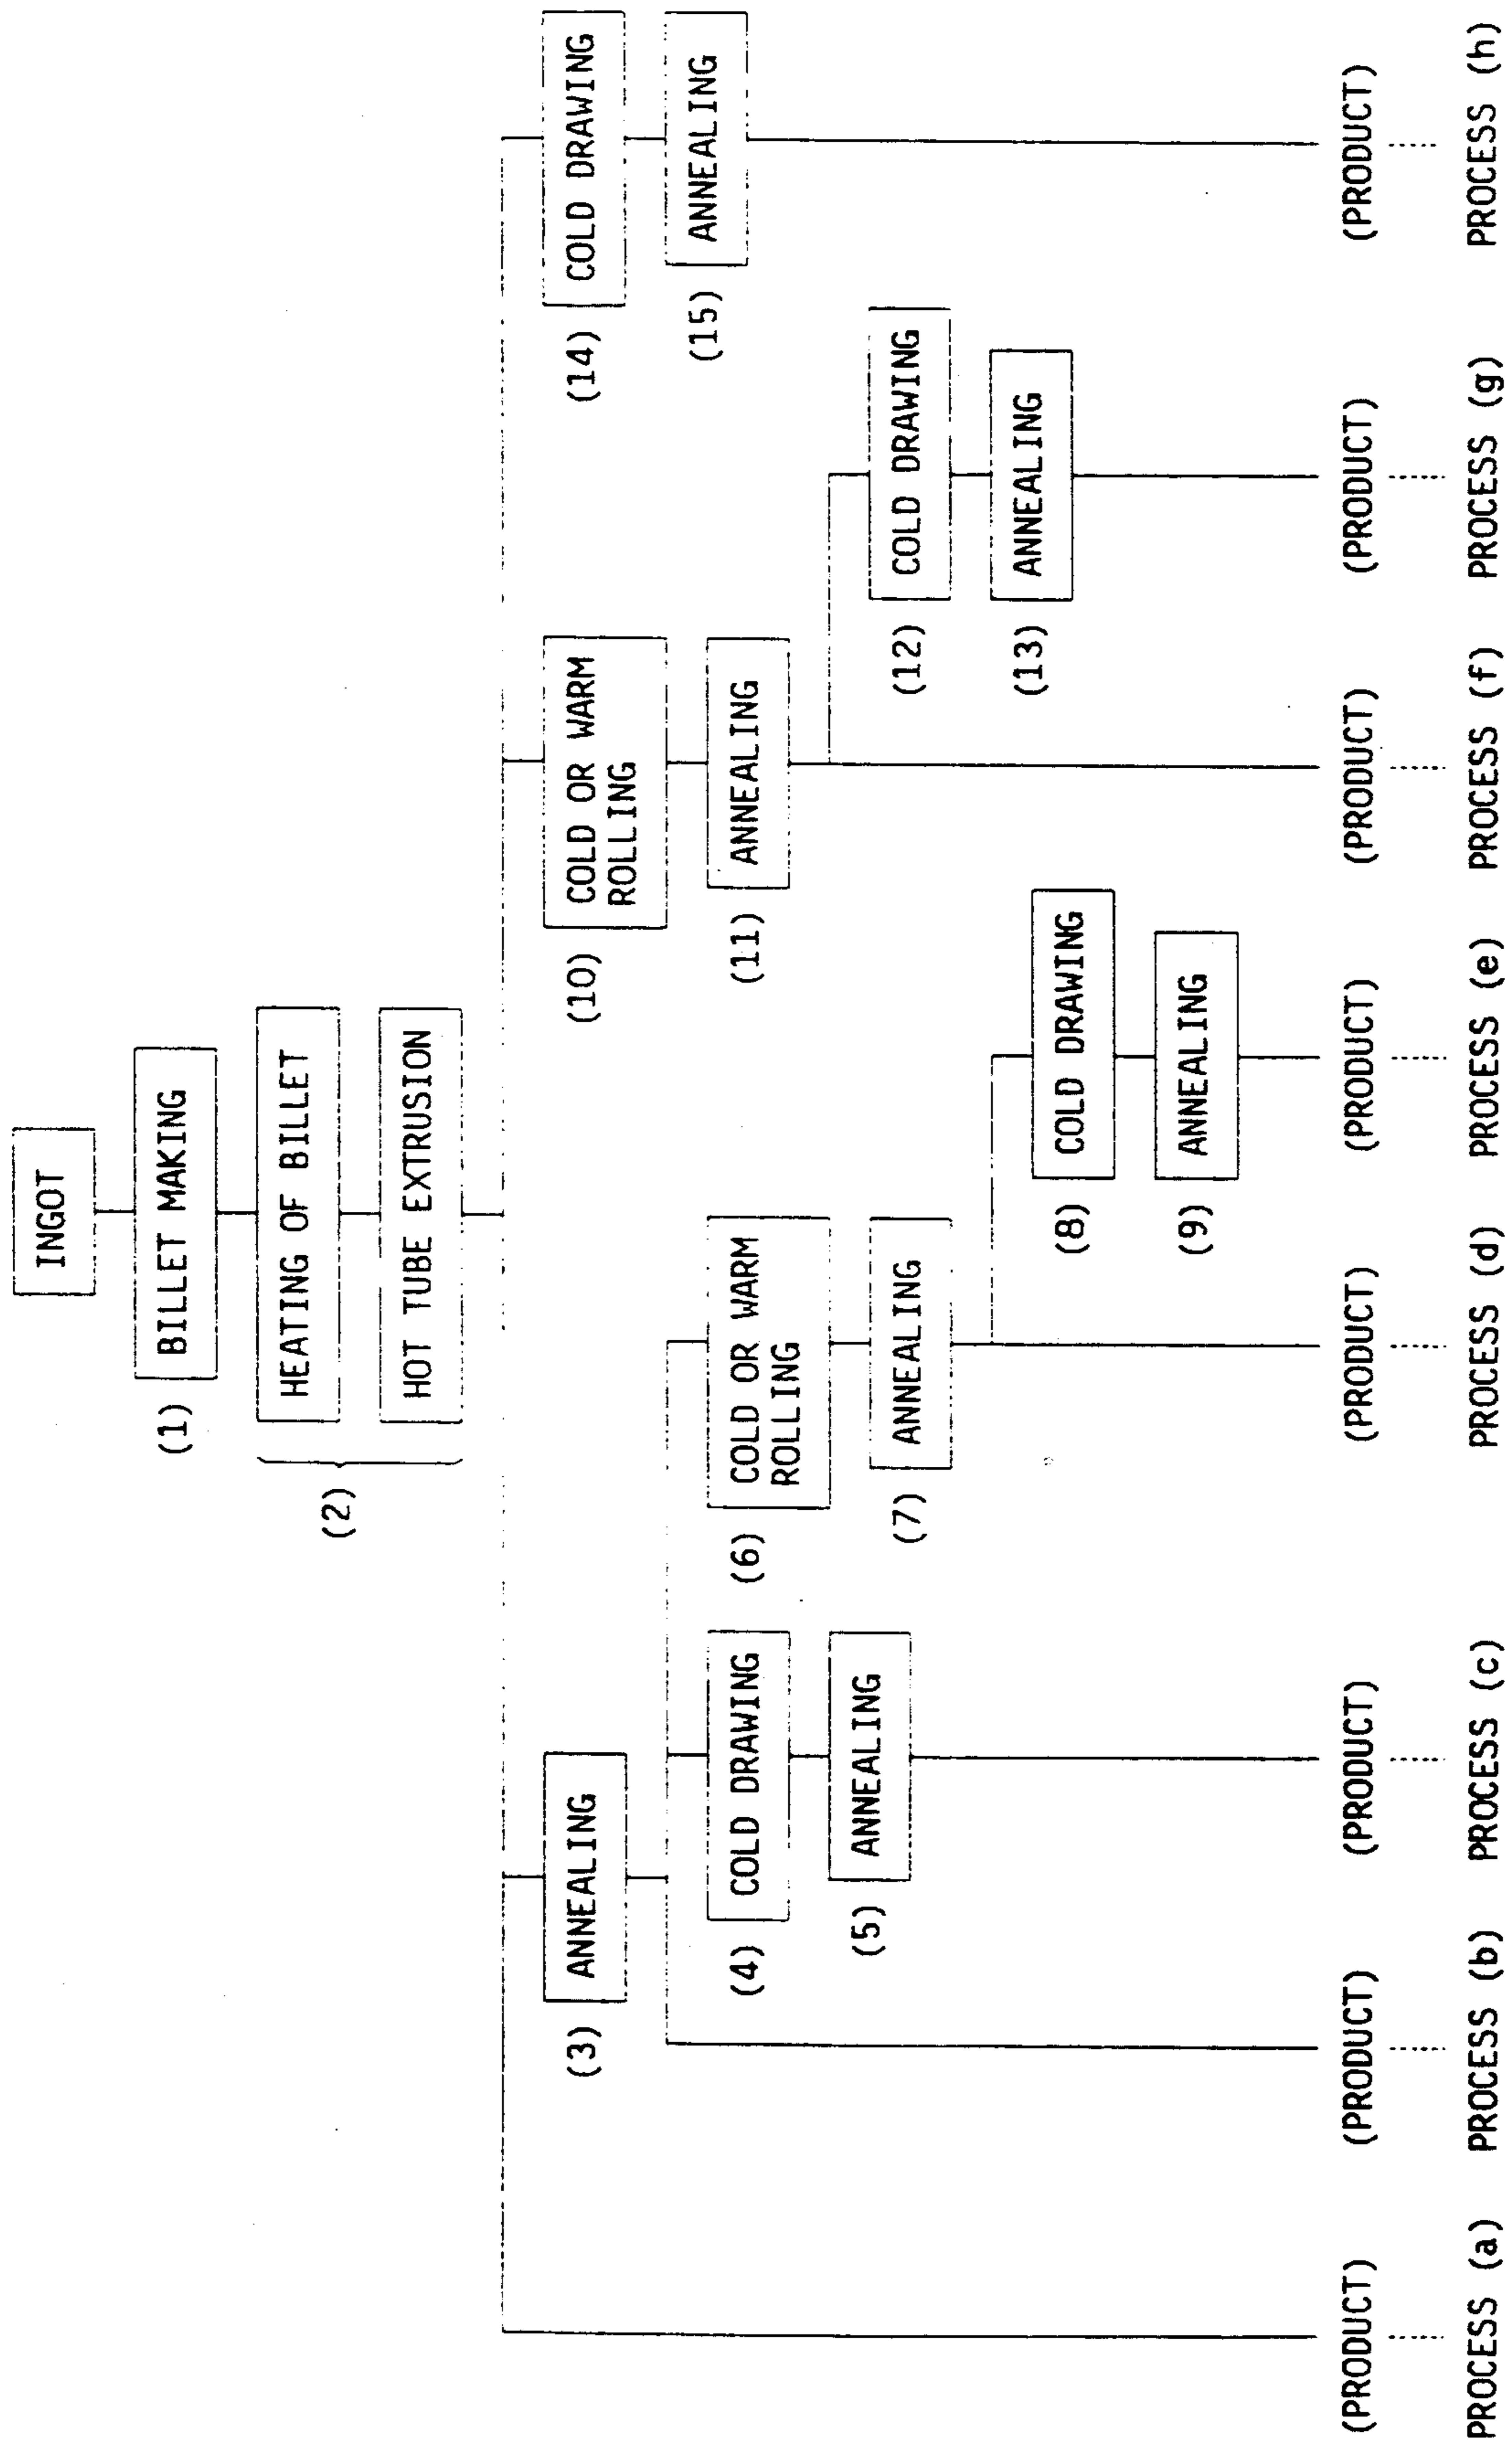 INGOT
(1) BILLET MAKING
(2)
HEATING OF BILLET
HOT TUBE EXTRUSION
(3) ANNEALING
(10) COLD OR WARM
ROLLING
(14) COLD DRAWING
(4) COLD DRAWING
(6) COLD OR WARM
ROLLING
(11) ANNEALING
(15) ANNEALING
(5) ANNEALING
(7) ANNEALING
(12) COLD DRAWING
(8) COLD DRAWING
(13) ANNEALING
(9) ANNEALING
(PRODUCT) (PRODUCT) (PRODUCT) (PRODUCT) (PRODUCT) (PRODUCT) (PRODUCT) (PRODUCT)
PROCESS (a) PROCESS (b) PROCESS (c) PROCESS (d) PROCESS (e) PROCESS (f) PROCESS (g) PROCESS (h)